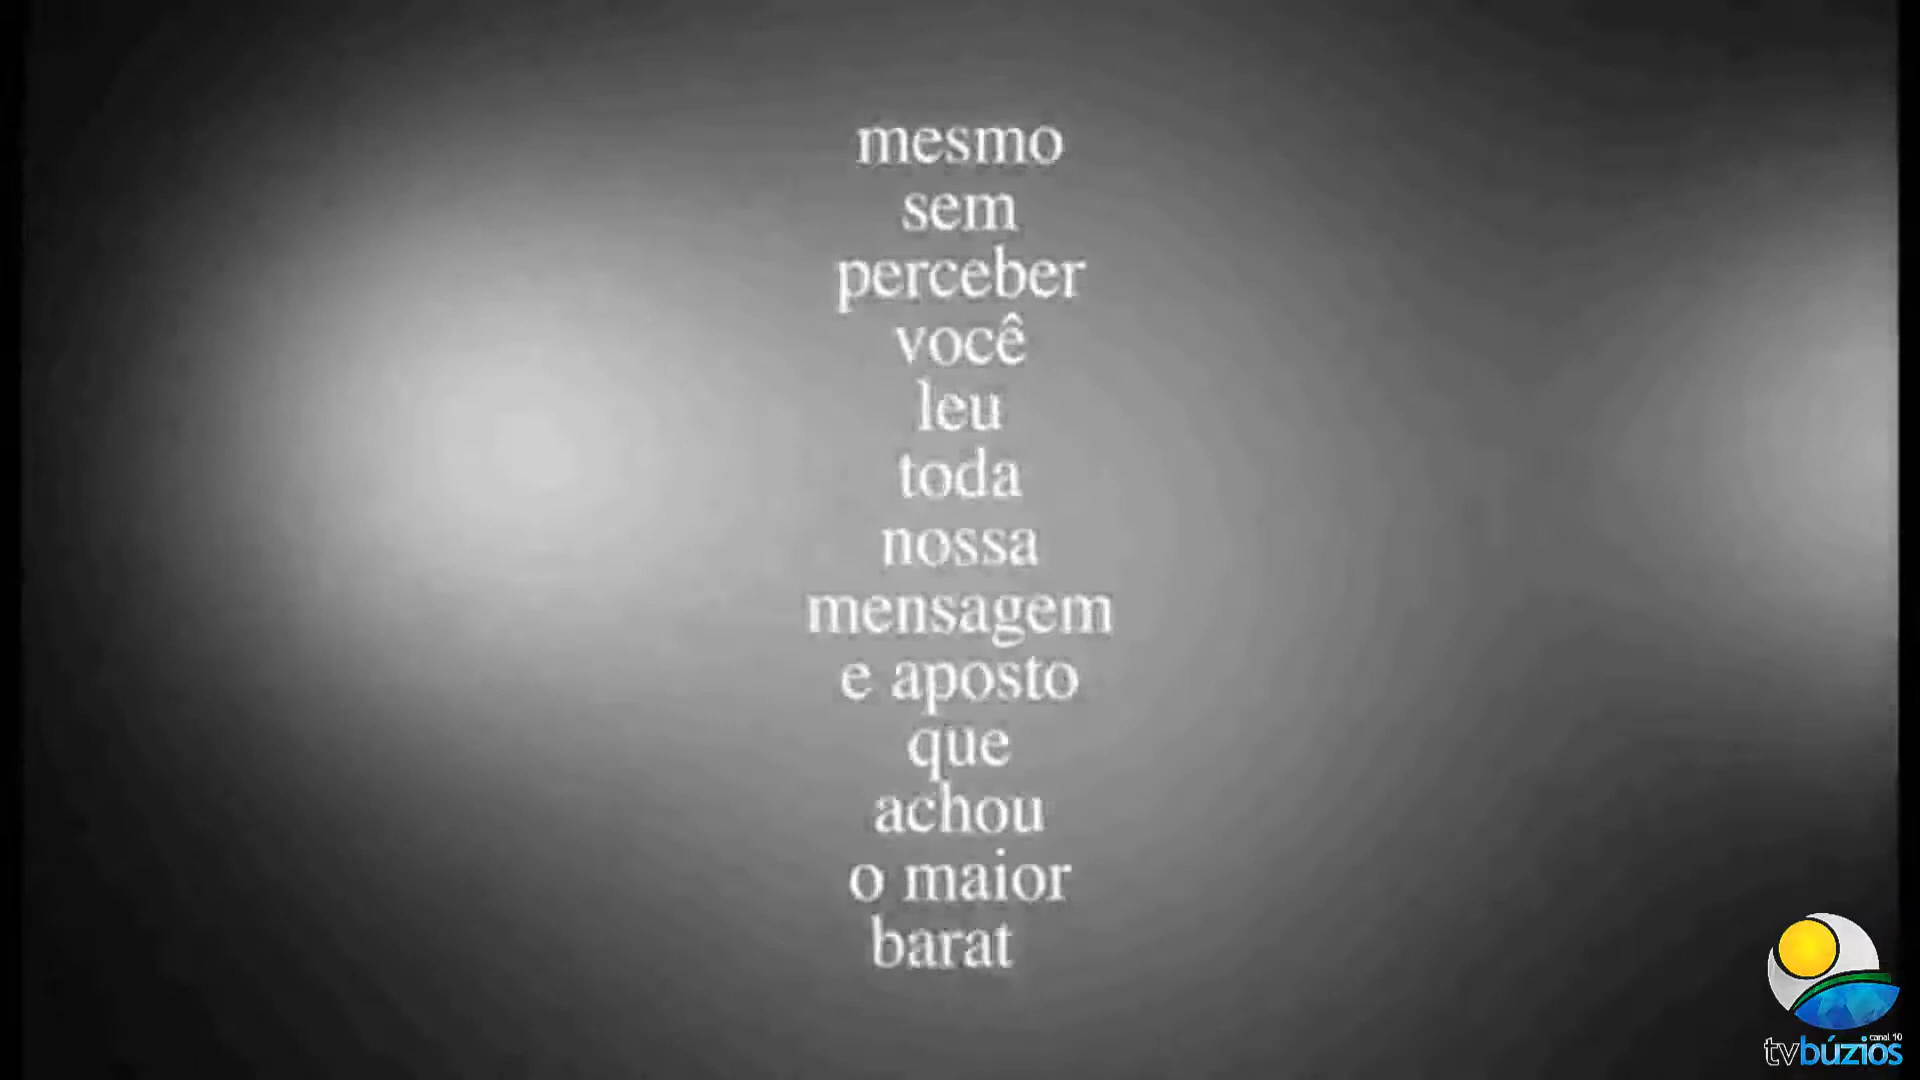 mesmo
sem
perceber
você
leu
toda
nossa
mensagem
e aposto
que
achou
o maior
barat
canal 10
tvbúzios